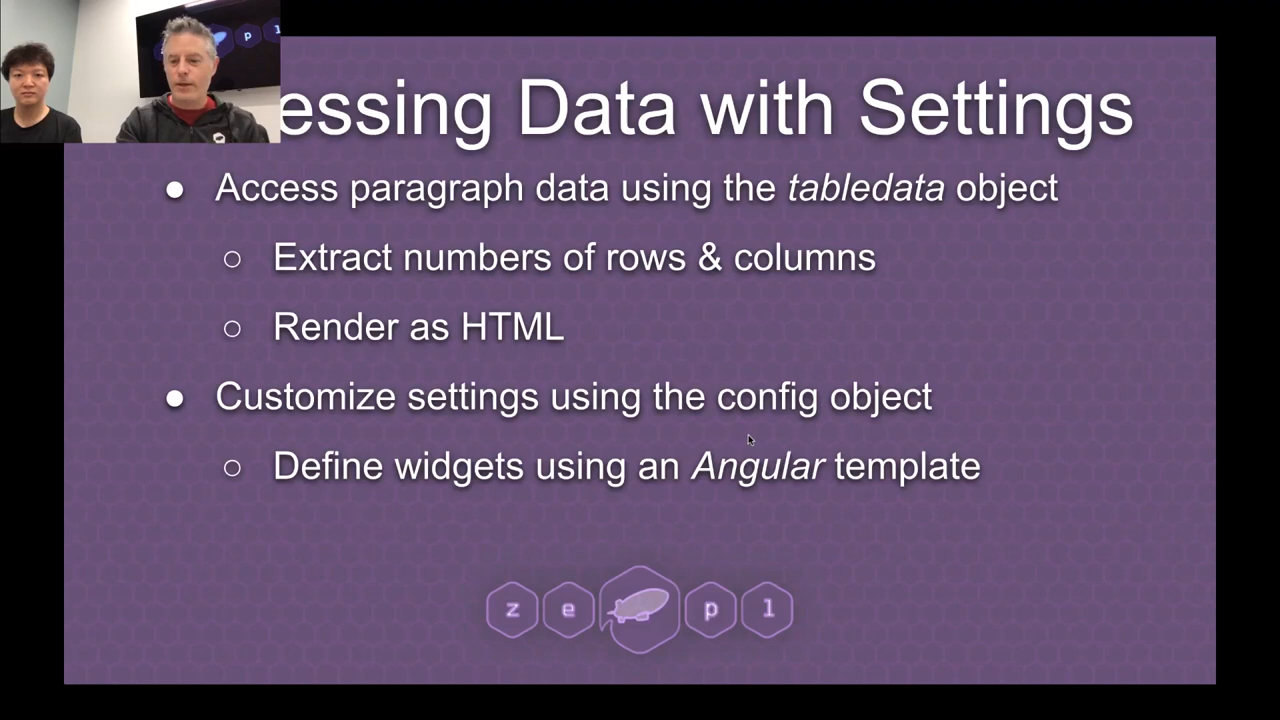 essing Data with Settings
● Access paragraph data using the tabledata object
○ Extract numbers of rows & columns
○ Render as HTML
● Customize settings using the config object
○ Define widgets using an Angular template
z e p l
p 1